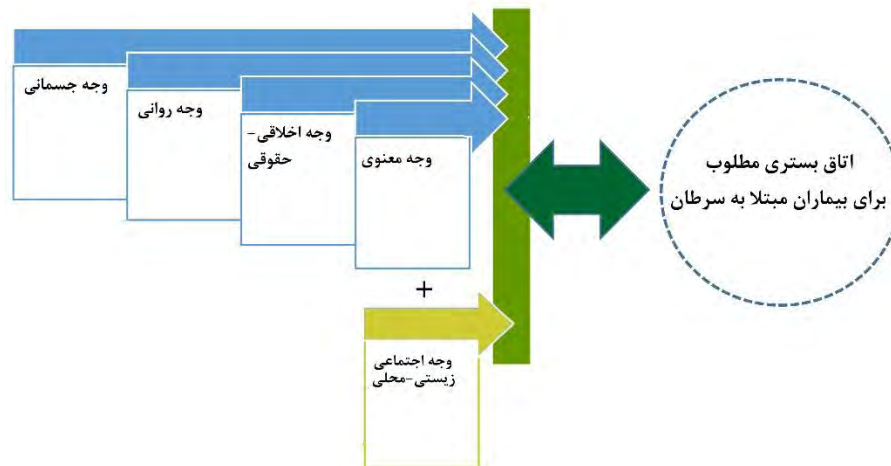 وجه جسمانی
وجه روانی
وجه اخلاقی-
حقوقی
وجه معنوی
+
وجه اجتماعی
زیستی-محلی
اتاق بستری مطلوب
برای بیماران مبتلا به سرطان